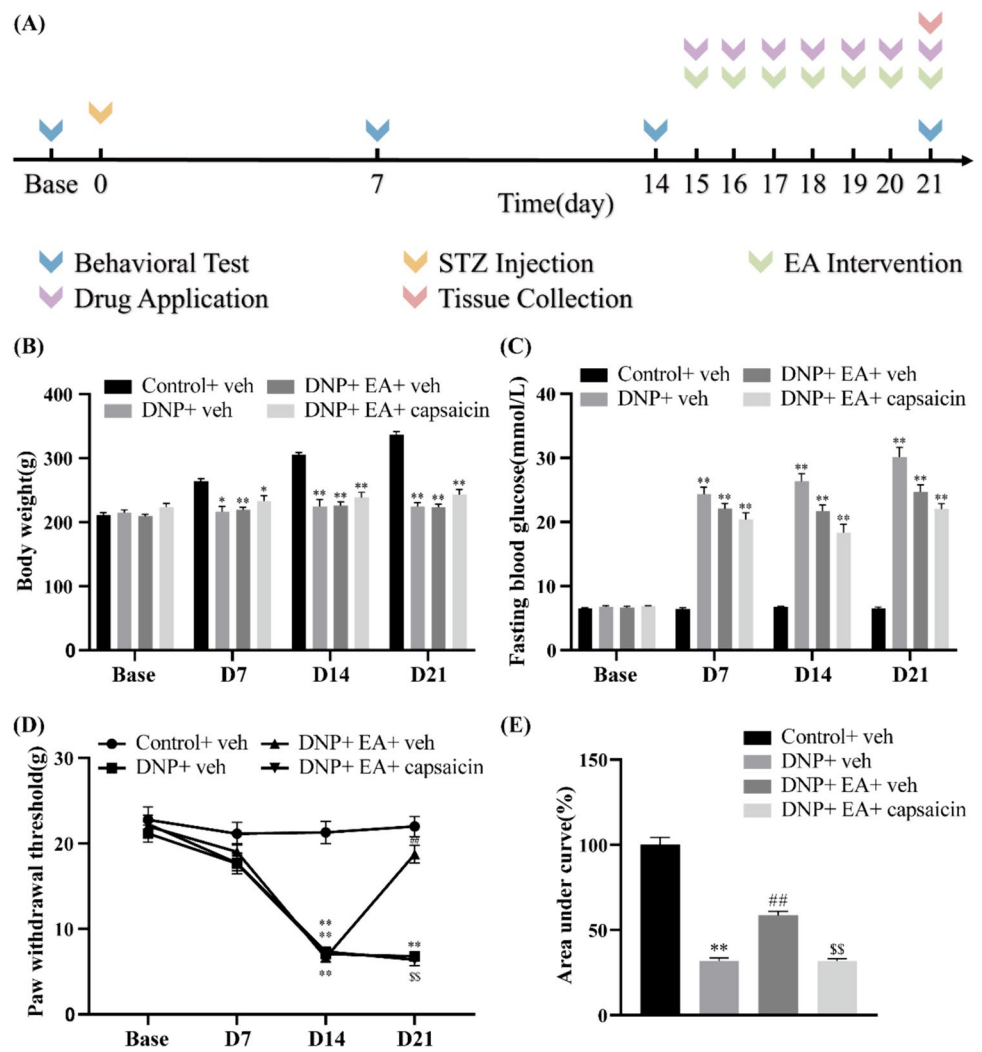 (A)
Base 0 7 14 15 16 17 18 19 20 21
Time(day)
Behavioral Test STZ Injection EA Intervention
Drug Application Tissue Collection
(B)
Control+ veh DNP+ EA+ veh
DNP+ veh DNP+ EA+ capsaicin
Body weight(g)
400
300
200
100
0
* ** * ** ** ** ** ** **
Base D7 D14 D21
(C)
Control+ veh DNP+ EA+ veh
DNP+ veh DNP+ EA+ capsaicin
Fasting blood glucose(mmol/L)
40
30
20
10
0
** ** ** ** ** ** ** ** **
Base D7 D14 D21
(D)
Control+ veh DNP+ EA+ veh
DNP+ veh DNP+ EA+ capsaicin
Paw withdrawal threshold(g)
30
20
10
0
##
**
**
**
**
$$
Base D7 D14 D21
(E)
Control+ veh
DNP+ veh
DNP+ EA+ veh
DNP+ EA+ capsaicin
Area under curve(%)
150
100
50
0
** ## $$